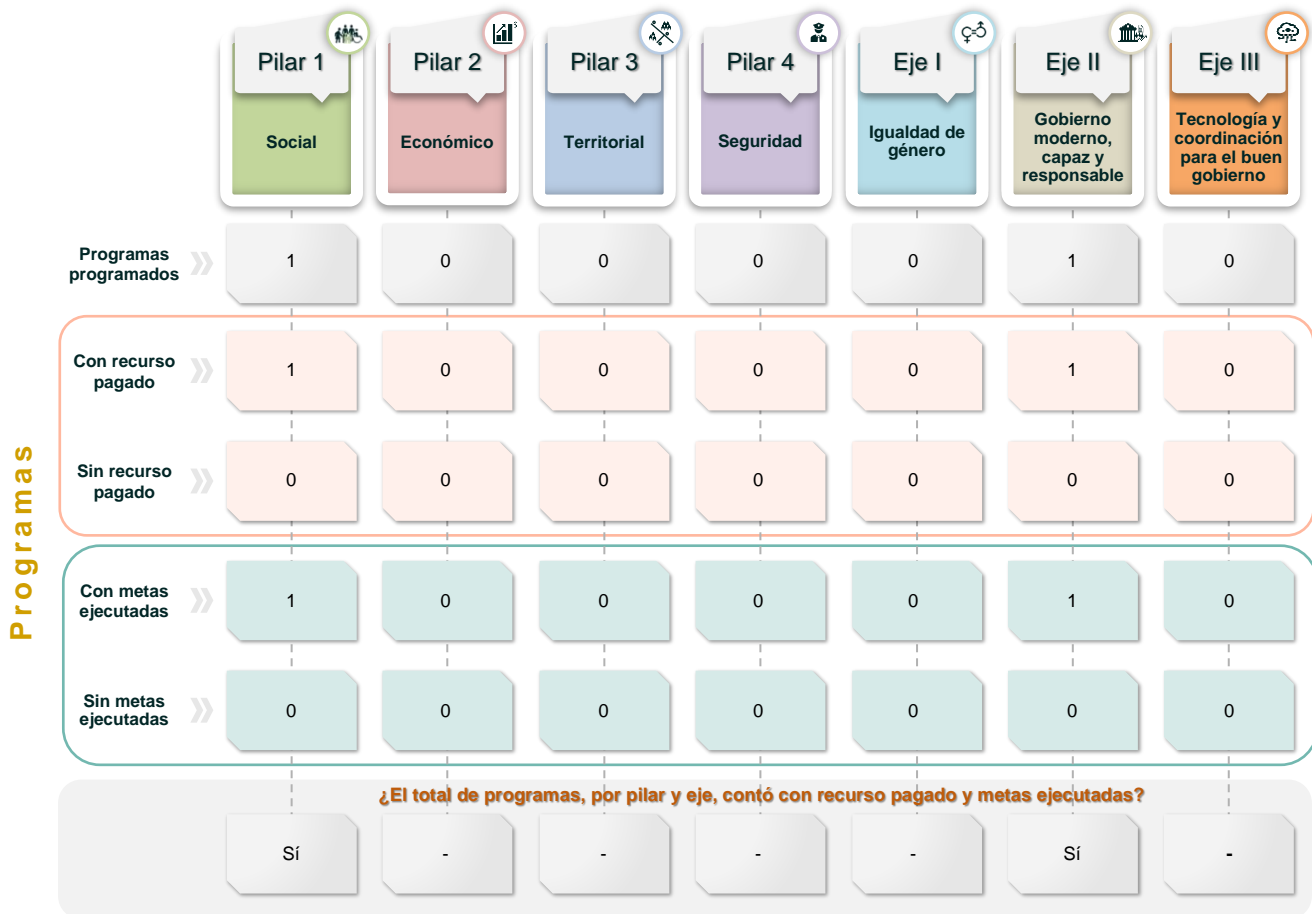 Pilar 1
Pilar 2
Pilar 3
Pilar 4
Eje I
Eje II
Eje III
Social
Económico
Territorial
Seguridad
Igualdad de
género
Gobierno
moderno,
capaz y
responsable
Tecnología y
coordinación
para el buen
gobierno
Programas
Programas
programados
1 0 0 0 0 1 0
Con recurso
pagado
1 0 0 0 0 1 0
Sin recurso
pagado
0 0 0 0 0 0 0
Con metas
ejecutadas
1 0 0 0 0 1 0
Sin metas
ejecutadas
0 0 0 0 0 0 0
¿El total de programas, por pilar y eje, contó con recurso pagado y metas ejecutadas?
Sí - - - - Sí -